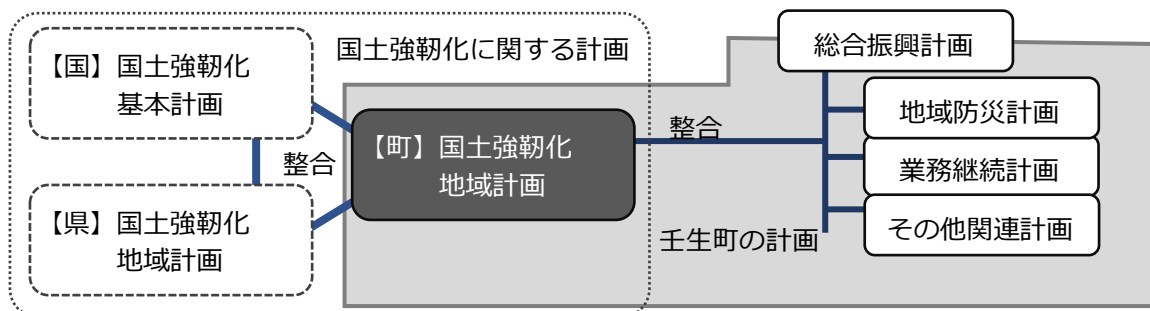 国土強靭化に関する計画
【国】国土強靭化
基本計画
整合
【県】国土強靭化
地域計画
【町】国土強靭化
地域計画
整合
総合振興計画
地域防災計画
業務継続計画
その他関連計画
壬生町の計画